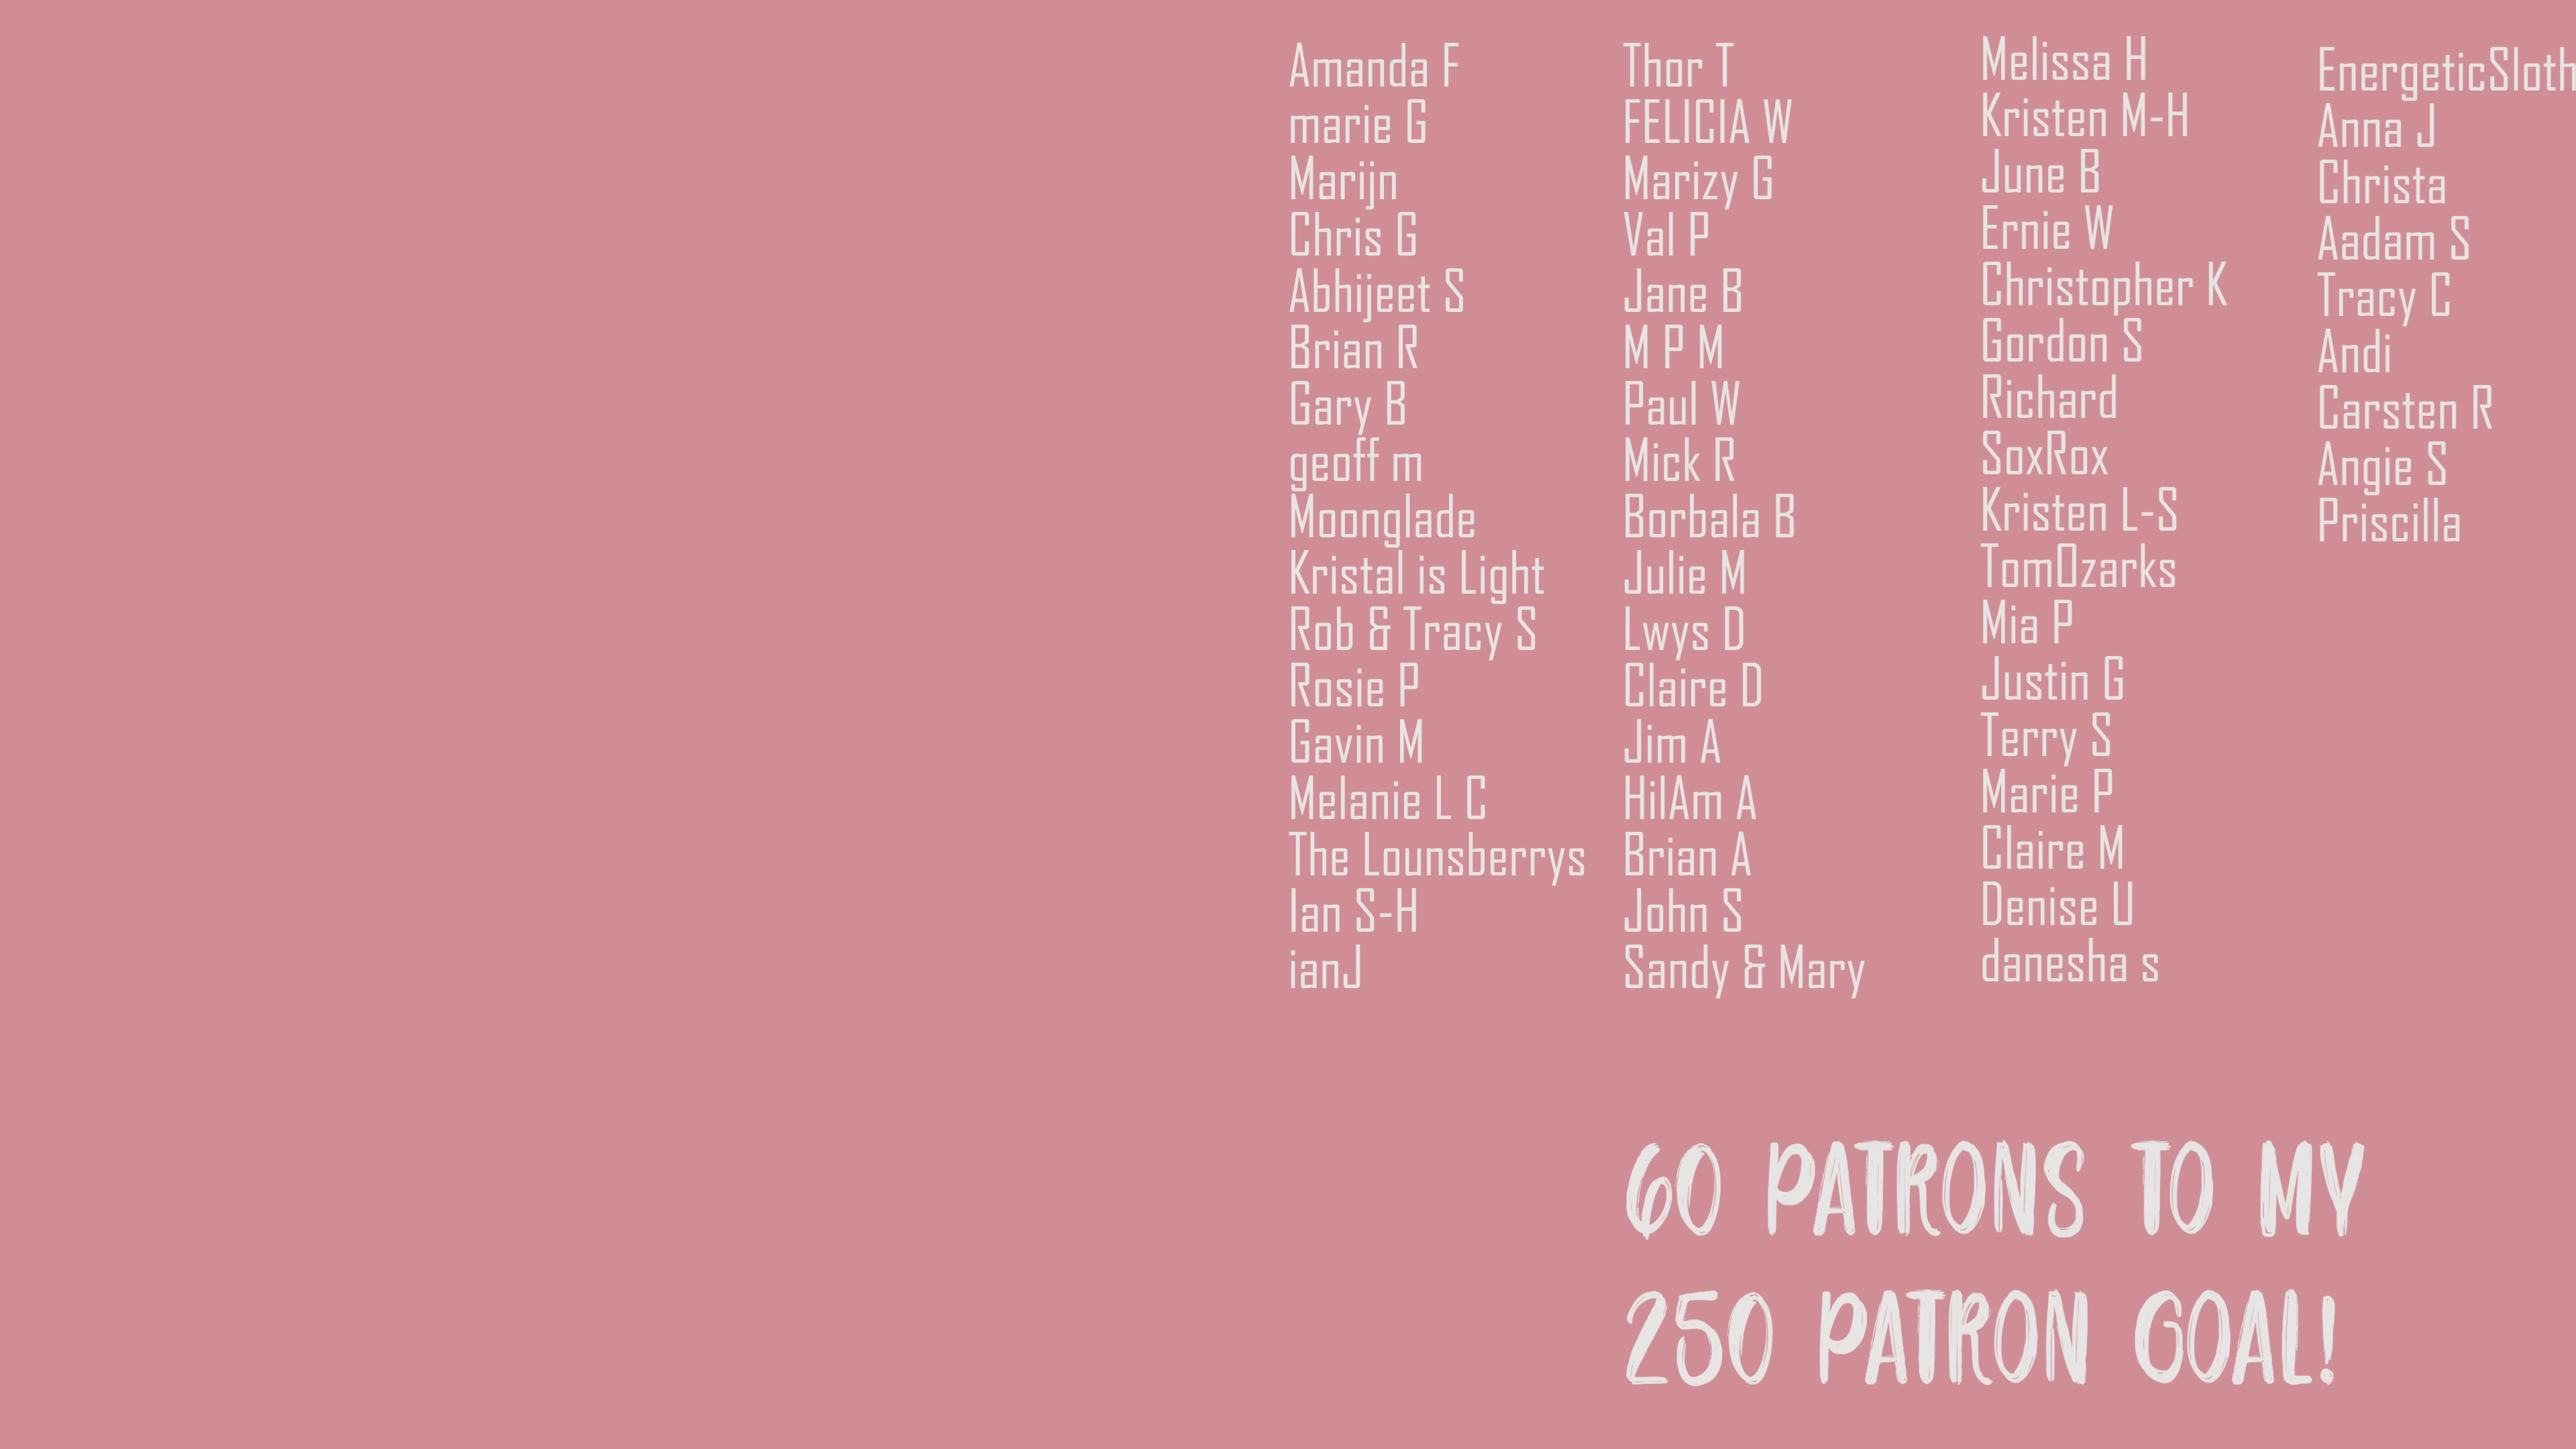 Amanda F
marie G
Marijn
Chris G
Abhijeet S
Brian R
Gary B
geoff m
Moonglade
Kristal is Light
Rob & Tracy S
Rosie P
Gavin M
Melanie L C
The Lounsberrys
Ian S-H
ianJ
Thor T
FELICIA W
Marizy G
Val P
Jane B
M P M
Paul W
Mick R
Borbala B
Julie M
Lwys D
Claire D
Jim A
HilAm A
Brian A
John S
Sandy & Mary
Melissa H
Kristen M-H
June B
Ernie W
Christopher K
Gordon S
Richard
SoxRox
Kristen L-S
TomOzarks
Mia P
Justin G
Terry S
Marie P
Claire M
Denise U
danesha s
EnergeticSloth
Anna J
Christa
Aadam S
Tracy C
Andi
Carsten R
Angie S
Priscilla
60 PATRONS TO MY
250 PATRON GOAL!